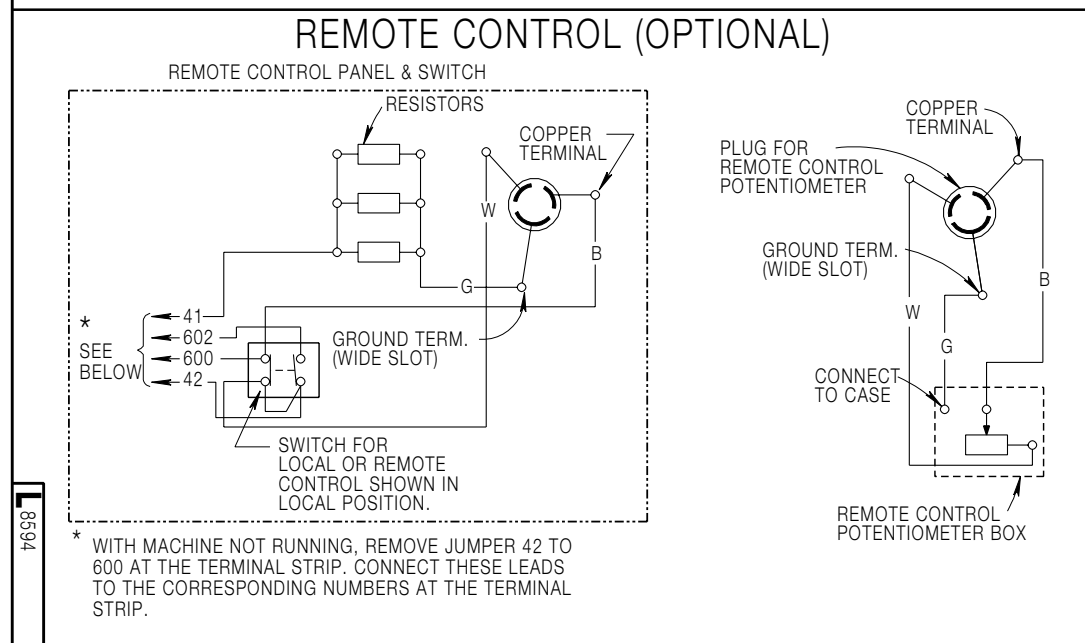 REMOTE CONTROL (OPTIONAL)
REMOTE CONTROL PANEL & SWITCH
RESISTORS
COPPER
TERMINAL
W
B
G
41
602
600
42
*
SEE
BELOW
GROUND TERM.
(WIDE SLOT)
SWITCH FOR
LOCAL OR REMOTE
CONTROL SHOWN IN
LOCAL POSITION.
* WITH MACHINE NOT RUNNING, REMOVE JUMPER 42 TO
600 AT THE TERMINAL STRIP. CONNECT THESE LEADS
TO THE CORRESPONDING NUMBERS AT THE TERMINAL
STRIP.
COPPER
TERMINAL
PLUG FOR
REMOTE CONTROL
POTENTIOMETER
GROUND TERM.
(WIDE SLOT)
B
W
G
CONNECT
TO CASE
REMOTE CONTROL
POTENTIOMETER BOX
L8594